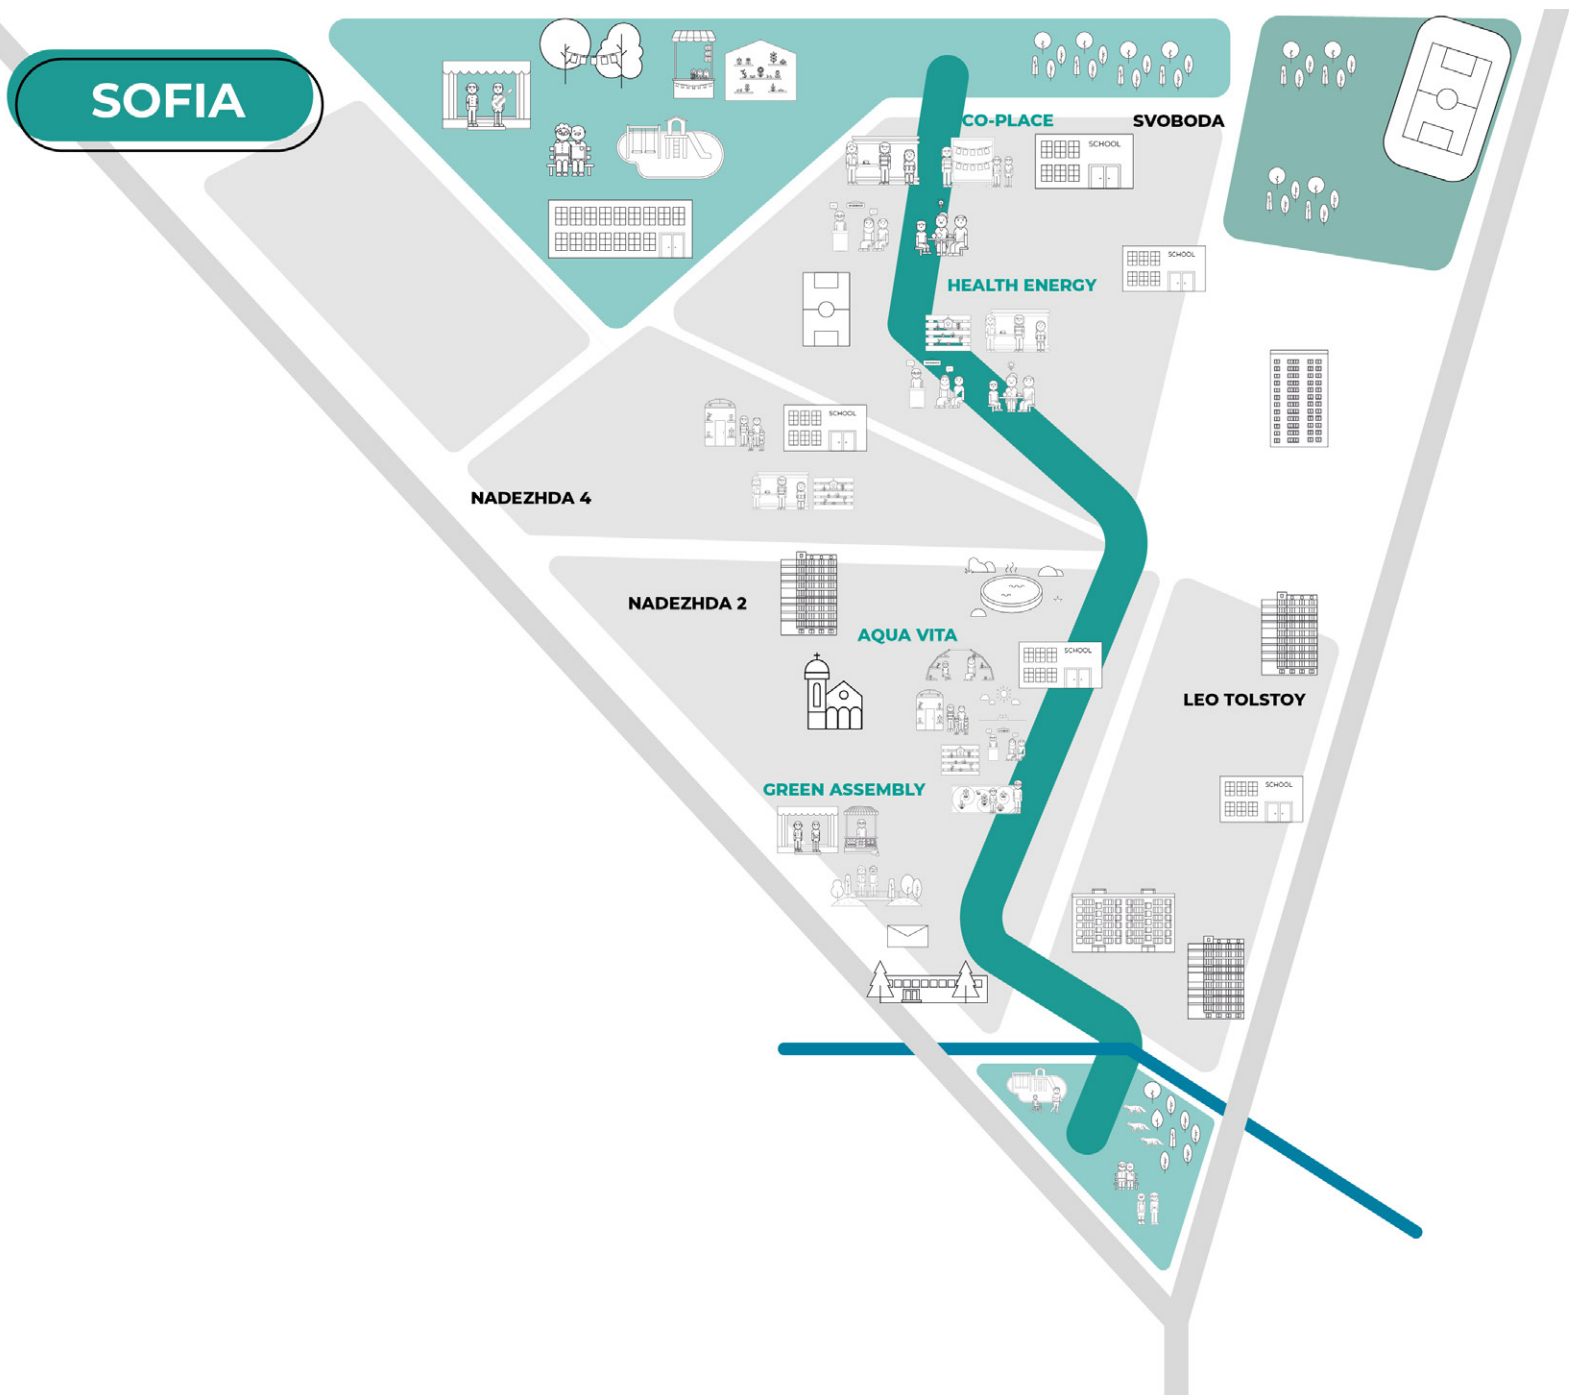 SOFIA
CO-PLACE
SVOBODA
SCHOOL
SCHOOL
HEALTH ENERGY
SCHOOL
NADEZHDA 4
NADEZHDA 2
AQUA VITA
SCHOOL
LEO TOLSTOY
SCHOOL
GREEN ASSEMBLY